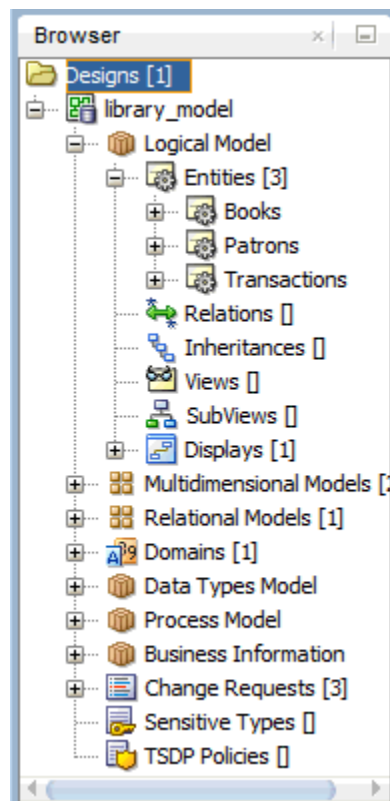 Browser
Designs [1]
library_model
Logical Model
Entities [3]
Books
Patrons
Transactions
Relations []
Inheritances []
Views []
SubViews []
Displays [1]
Multidimensional Models [2
Relational Models [1]
Domains [1]
Data Types Model
Process Model
Business Information
Change Requests [3]
Sensitive Types []
TSDP Policies []